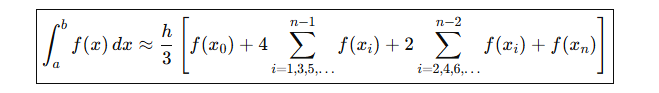 ∫_a^b f(x) dx ≈ h/3 [ f(x_0) + 4 ∑_{i=1,3,5,...}^{n−1} f(x_i) + 2 ∑_{i=2,4,6,...}^{n−2} f(x_i) + f(x_n) ]